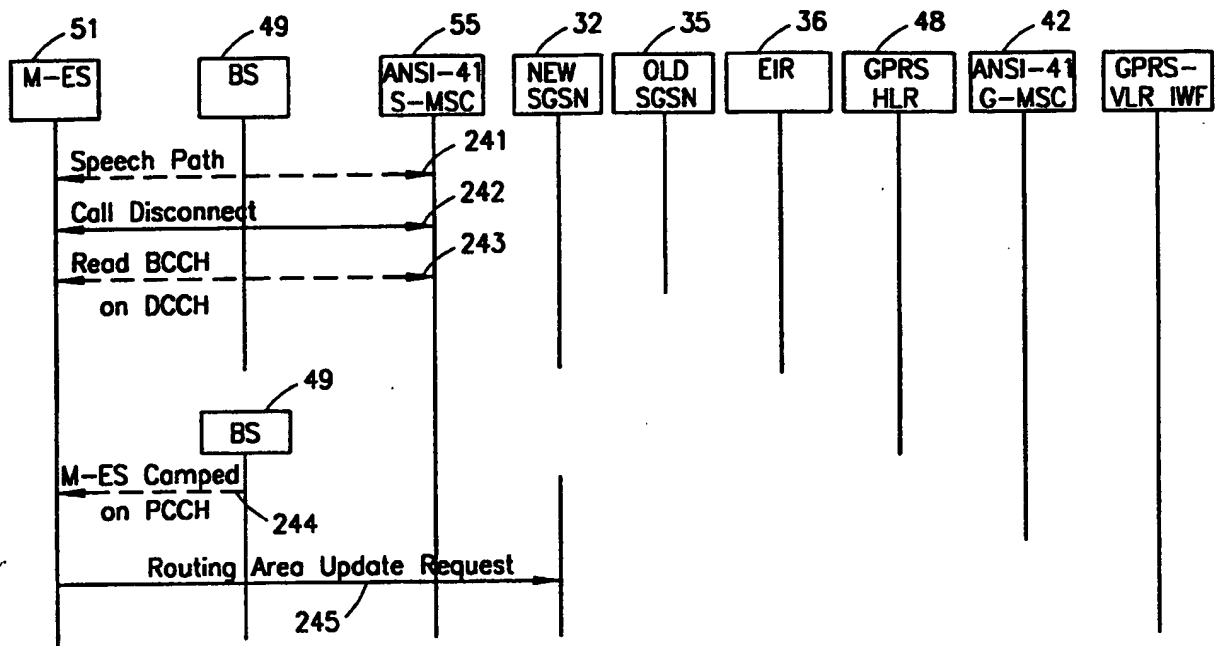 51
49
55
32
35
36
48
42
M-ES
BS
ANSI-41
S-MSC
NEW
SGSN
OLD
SGSN
EIR
GPRS
HLR
ANSI-41
G-MSC
GPRS-
VLR IWF
Speech Path
241
Call Disconnect
242
Read BCCH
on DCCH
243
49
BS
M-ES Camped
on PCCH
244
Routing Area Update Request
245